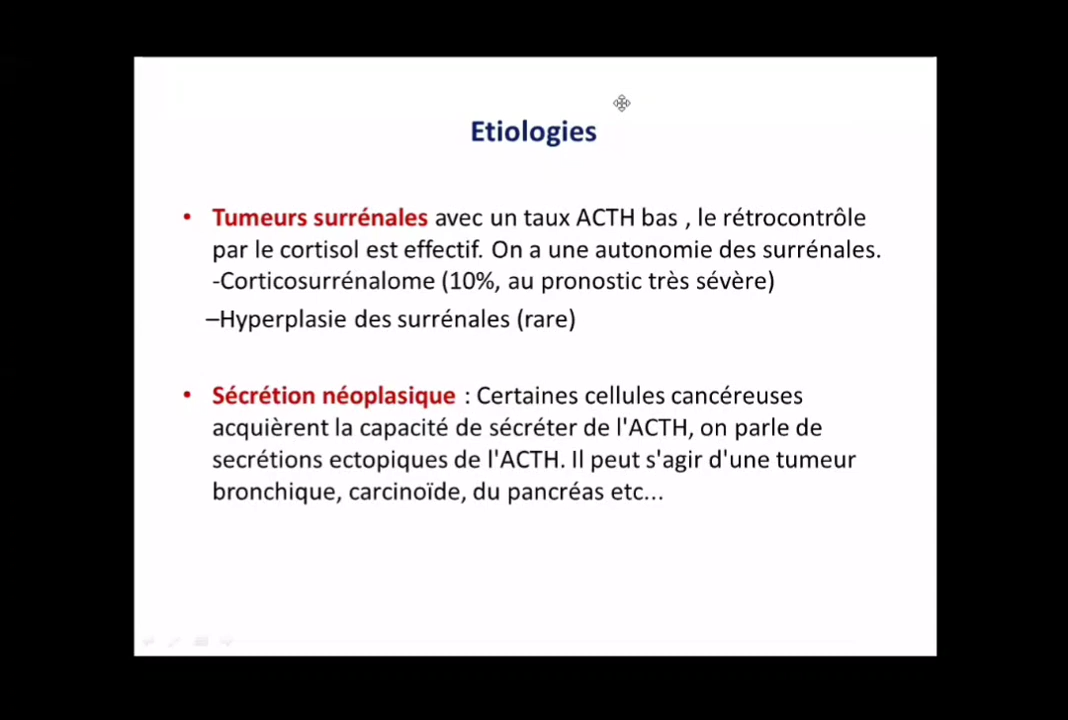 Etiologies
• Tumeurs surrénales avec un taux ACTH bas , le rétrocontrôle
par le cortisol est effectif. On a une autonomie des surrénales.
-Corticosurrénalome (10%, au pronostic très sévère)
–Hyperplasie des surrénales (rare)
• Sécrétion néoplasique : Certaines cellules cancéreuses
acquièrent la capacité de sécréter de l'ACTH, on parle de
secrétions ectopiques de l'ACTH. Il peut s'agir d'une tumeur
bronchique, carcinoïde, du pancréas etc...